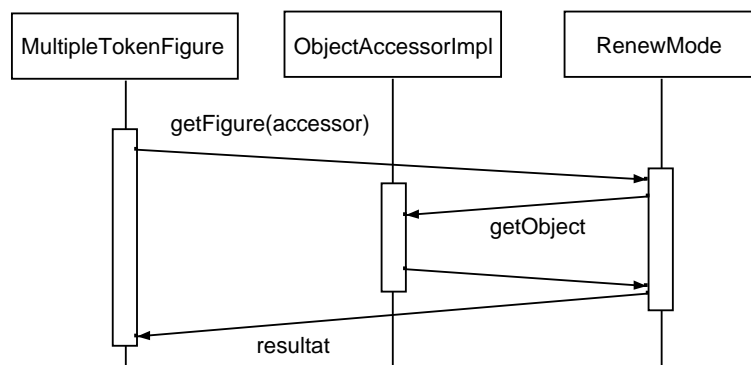 MultipleTokenFigure
ObjectAccessorImpl
RenewMode
getFigure(accessor)
getObject
resultat